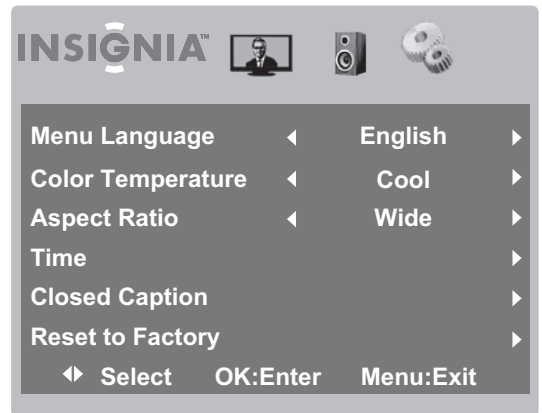 INSIGNIA™
Menu Language English
Color Temperature Cool
Aspect Ratio Wide
Time
Closed Caption
Reset to Factory
Select OK:Enter Menu:Exit